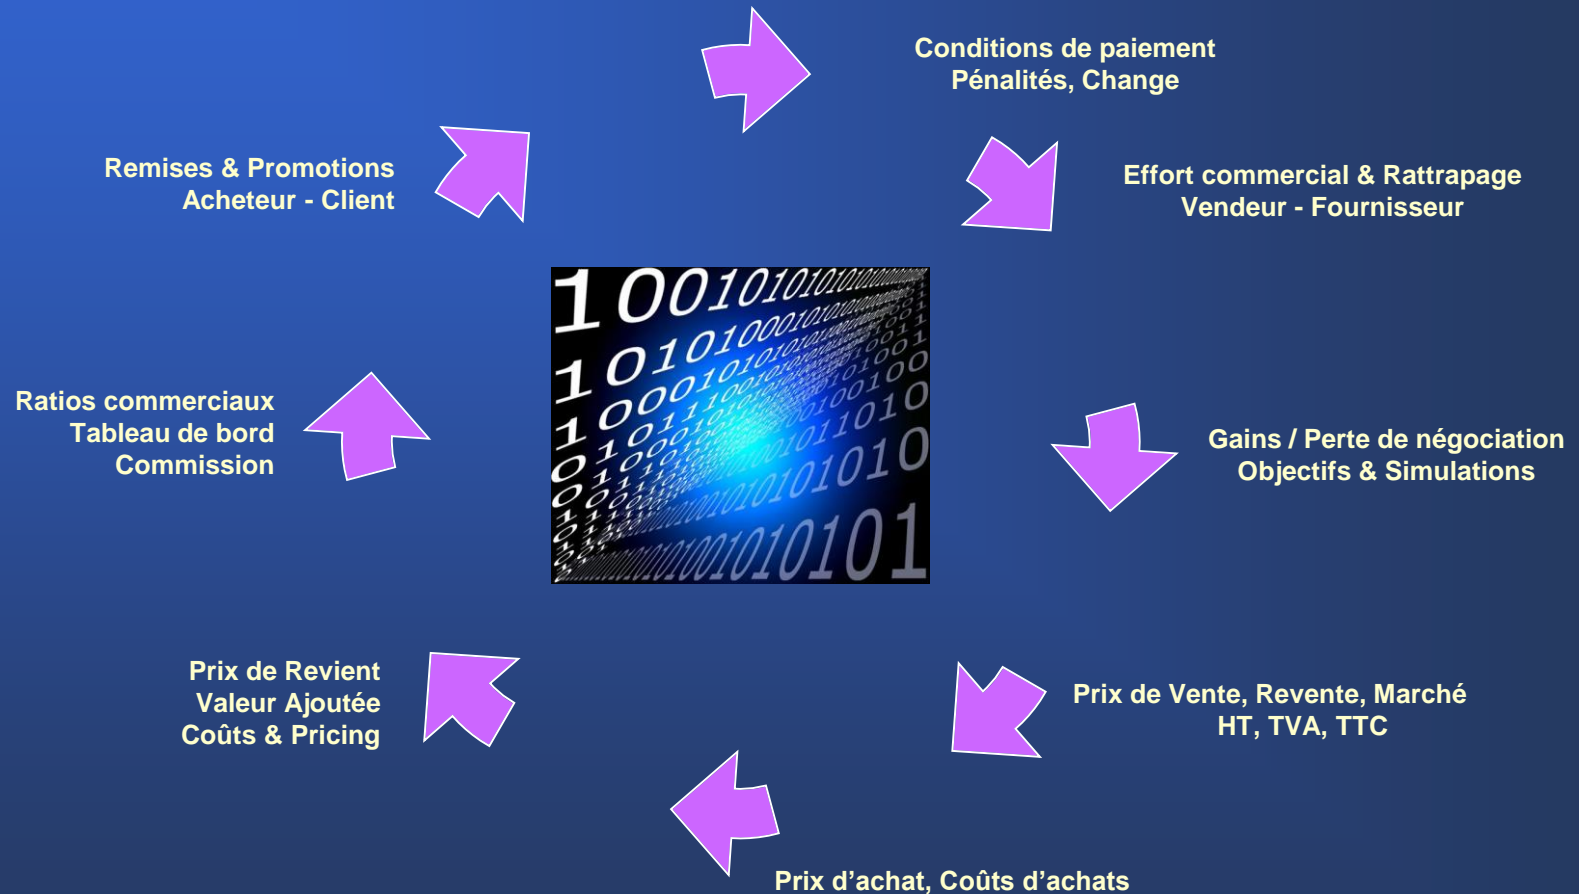 Conditions de paiement
Pénalités, Change
Remises & Promotions
Acheteur - Client
Effort commercial & Rattrapage
Vendeur - Fournisseur
Ratios commerciaux
Tableau de bord
Commission
Gains / Perte de négociation
Objectifs & Simulations
Prix de Revient
Valeur Ajoutée
Coûts & Pricing
Prix de Vente, Revente, Marché
HT, TVA, TTC
Prix d’achat, Coûts d’achats